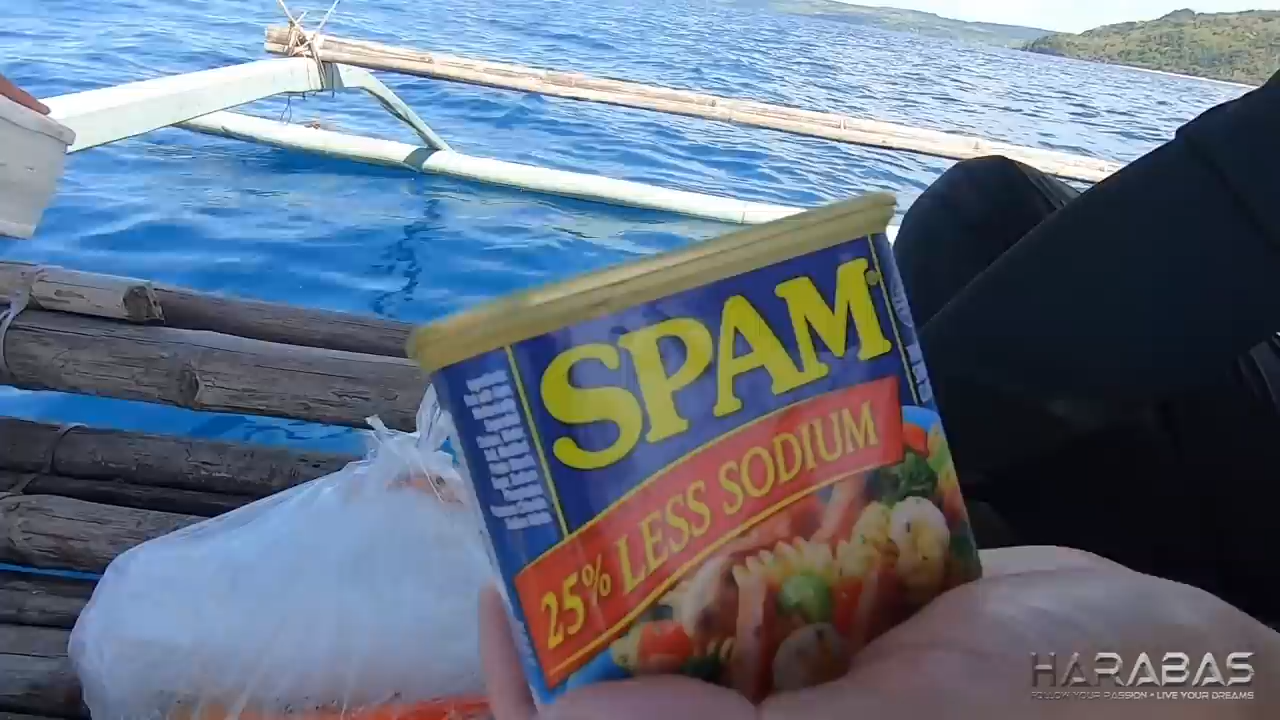 SPAM®
25% LESS SODIUM
HARABAS
FOLLOW YOUR PASSION • LIVE YOUR DREAMS